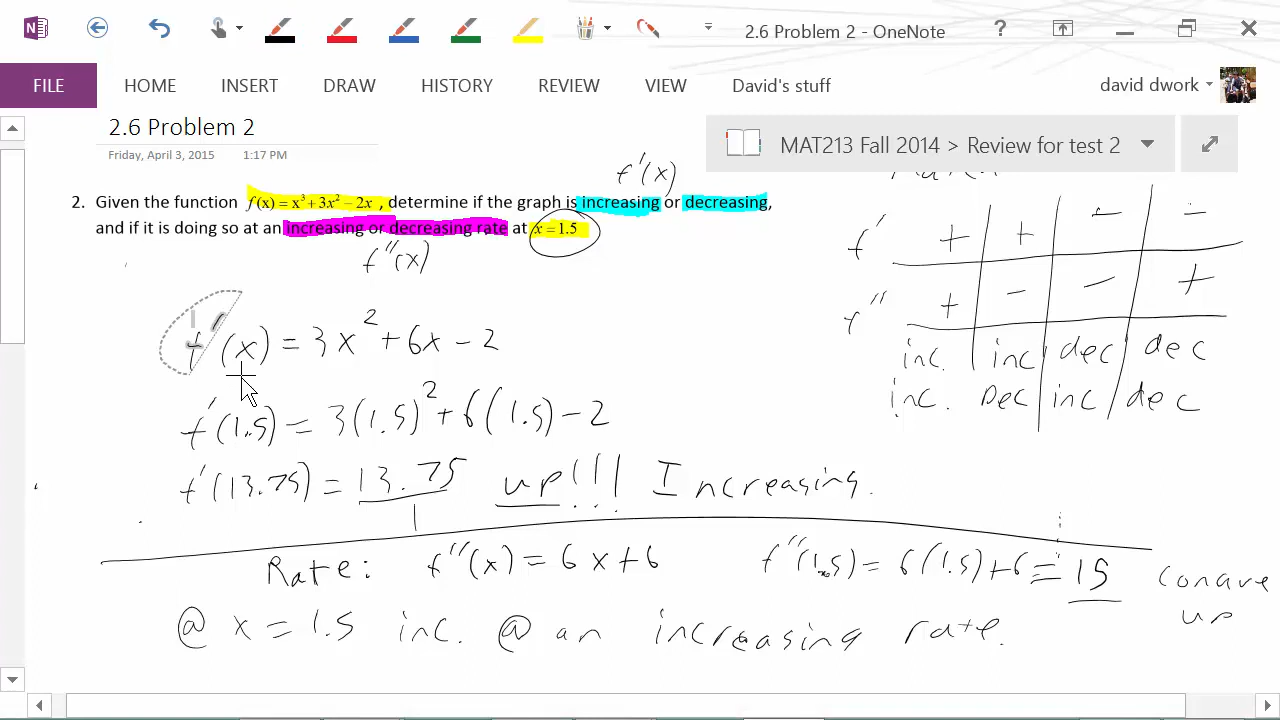 2.6 Problem 2 - OneNote
FILE HOME INSERT DRAW HISTORY REVIEW VIEW David's stuff david dwork
2.6 Problem 2
Friday, April 3, 2015 1:17 PM
MAT213 Fall 2014 > Review for test 2
f'(x)
2. Given the function f(x) = x³ + 3x² − 2x , determine if the graph is increasing or decreasing,
and if it is doing so at an increasing or decreasing rate at x = 1.5
f''(x)
f' + + − −
f'' + − − +
inc. inc dec dec
inc. Dec inc dec
f'(x) = 3x² + 6x − 2
f'(1.5) = 3(1.5)² + 6(1.5) − 2
f'(13.75) = 13.75 up!!! Increasing.
Rate: f''(x) = 6x+6 f''(1.5) = 6(1.5)+6 = 15 conave
up
@ x = 1.5 inc. @ an increasing rate.